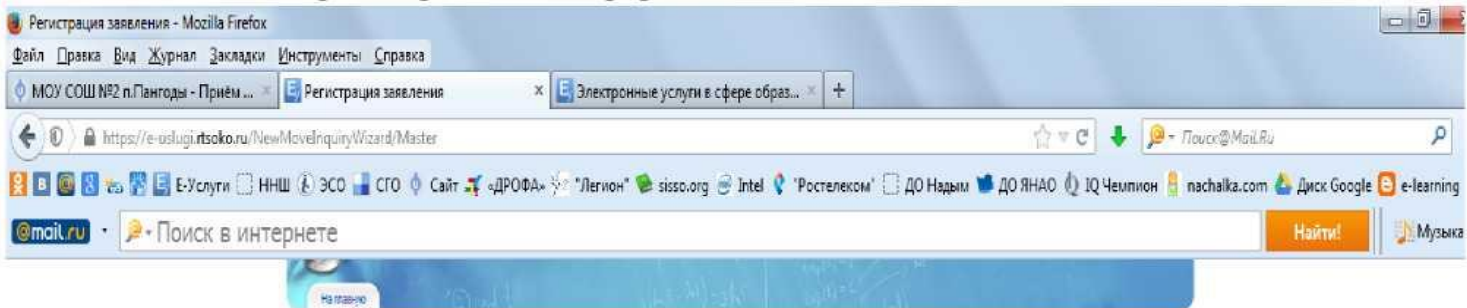 Регистрация заявления - Mozilla Firefox
Файл Правка Вид Журнал Закладки Инструменты Справка
МОУ СОШ №2 п.Пангоды - Приём ... × Регистрация заявления × Электронные услуги в сфере образ... × +
https://e-uslugi.rtsoko.ru/NewMoveInquiryWizard/Master Поиск@Mail.Ru
Е-Услуги ННШ ЭСО СГО Сайт «ДРОФА» "Легион" sisso.org Intel "Ростелеком" ДО Надым ДО ЯНАО IQ Чемпион nachalka.com Диск Google e-learning
@mail.ru Поиск в интернете Найти! Музыка
На главную